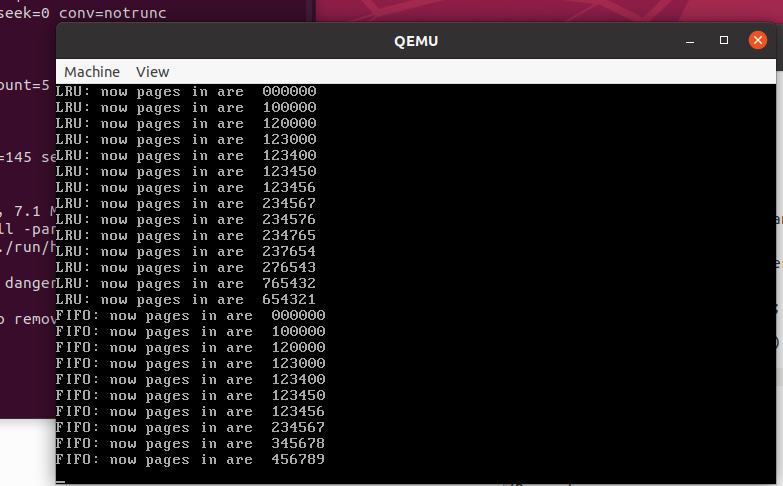 seek=0 conv=notrunc
QEMU
Machine View
ount=5
=145 se
, 7.1 M
ll -par
./run/h
danger
o remov
LRU: now pages in are 000000
LRU: now pages in are 100000
LRU: now pages in are 120000
LRU: now pages in are 123000
LRU: now pages in are 123400
LRU: now pages in are 123450
LRU: now pages in are 123456
LRU: now pages in are 234567
LRU: now pages in are 234576
LRU: now pages in are 234765
LRU: now pages in are 237654
LRU: now pages in are 276543
LRU: now pages in are 765432
LRU: now pages in are 654321
FIFO: now pages in are 000000
FIFO: now pages in are 100000
FIFO: now pages in are 120000
FIFO: now pages in are 123000
FIFO: now pages in are 123400
FIFO: now pages in are 123450
FIFO: now pages in are 123456
FIFO: now pages in are 234567
FIFO: now pages in are 345678
FIFO: now pages in are 456789